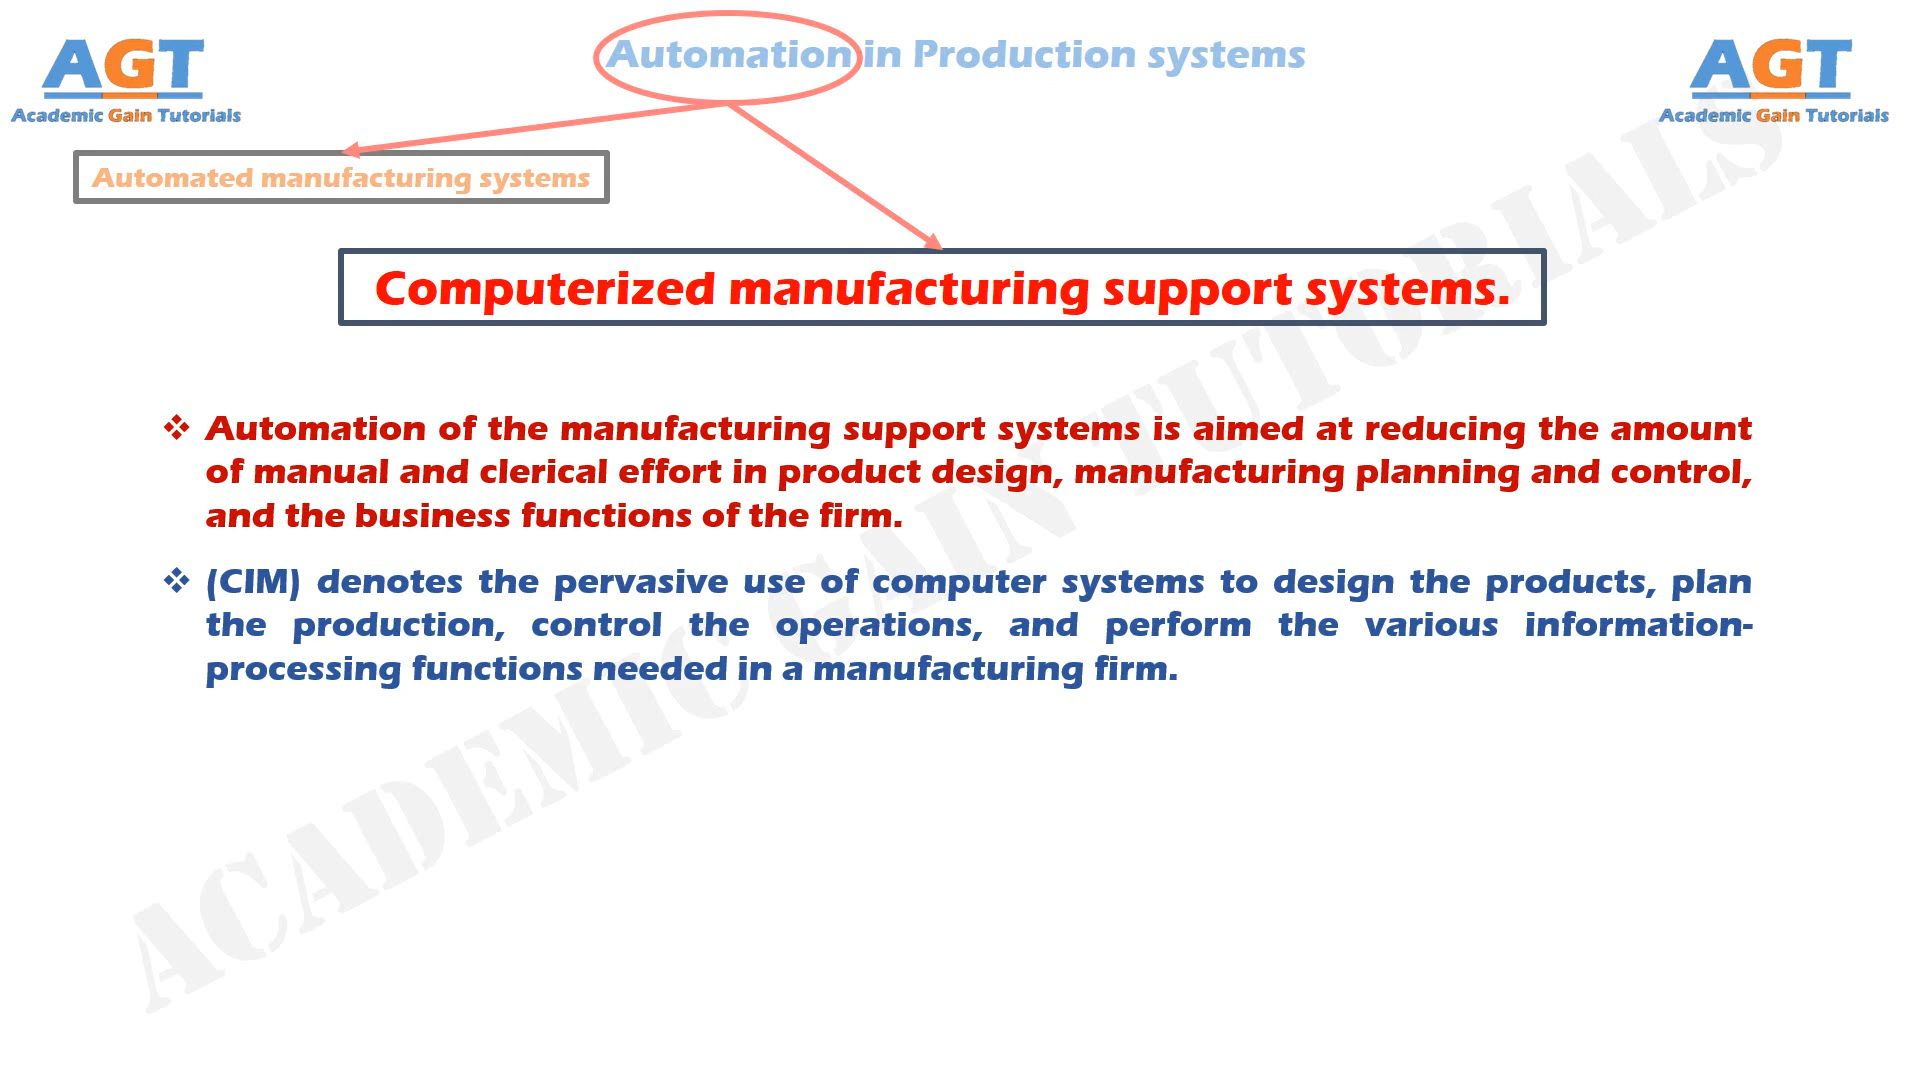 AGT
Academic Gain Tutorials
Automation in Production systems
AGT
Academic Gain Tutorials
Automated manufacturing systems
Computerized manufacturing support systems.
❖ Automation of the manufacturing support systems is aimed at reducing the amount
of manual and clerical effort in product design, manufacturing planning and control,
and the business functions of the firm.
❖ (CIM) denotes the pervasive use of computer systems to design the products, plan
the production, control the operations, and perform the various information-
processing functions needed in a manufacturing firm.
ACADEMIC GAIN TUTORIALS